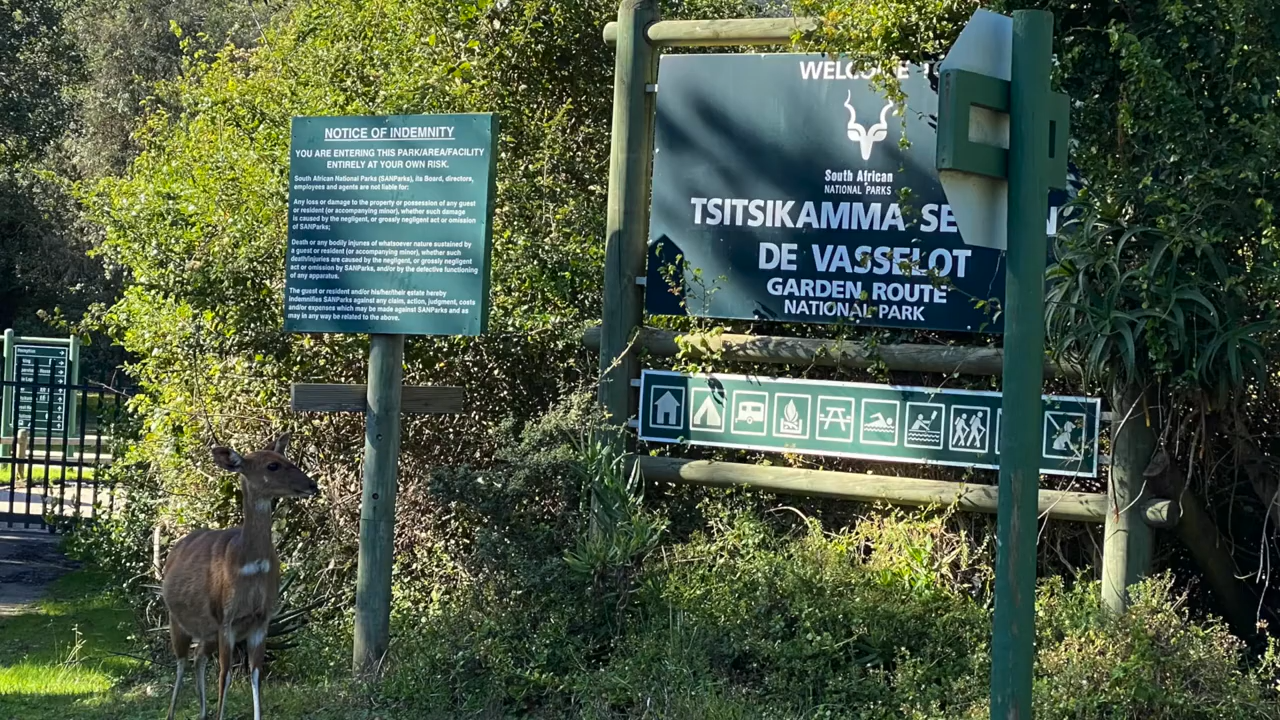 NOTICE OF INDEMNITY
YOU ARE ENTERING THIS PARK/AREA/FACILITY
ENTIRELY AT YOUR OWN RISK.
South African National Parks (SANParks), its Board, directors,
employees and agents are not liable for:
Any loss or damage to the property or possession of any guest
or resident (or accompanying minor), whether such damage
is caused by the negligent, or grossly negligent act or omission
of SANParks;
Death or any bodily injures of whatsoever nature sustained by
a guest or resident (or accompanying minor), whether such
death/injuries are caused by the negligent, or grossly negligent
act or omission by SANParks, and/or by the defective functioning
of any apparatus.
The guest or resident and/or his/her/their estate hereby
indemnifies SANParks against any claim, action, judgment, costs
and/or expenses which may be made against SANParks and as
may in any way be related to the above.
WELCOME
South African
NATIONAL PARKS
TSITSIKAMMA SE
DE VASSELOT
GARDEN ROUTE
NATIONAL PARK
Reception